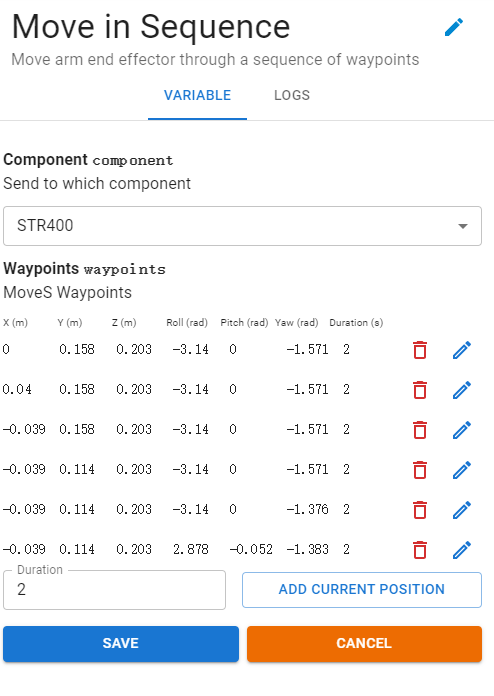 Move in Sequence
Move arm end effector through a sequence of waypoints
VARIABLE LOGS
Component component
Send to which component
STR400
Waypoints waypoints
MoveS Waypoints
X (m) Y (m) Z (m) Roll (rad) Pitch (rad) Yaw (rad) Duration (s)
0 0.158 0.203 -3.14 0 -1.571 2
0.04 0.158 0.203 -3.14 0 -1.571 2
-0.039 0.158 0.203 -3.14 0 -1.571 2
-0.039 0.114 0.203 -3.14 0 -1.571 2
-0.039 0.114 0.203 -3.14 0 -1.376 2
-0.039 0.114 0.203 2.878 -0.052 -1.383 2
Duration
2 ADD CURRENT POSITION
SAVE CANCEL